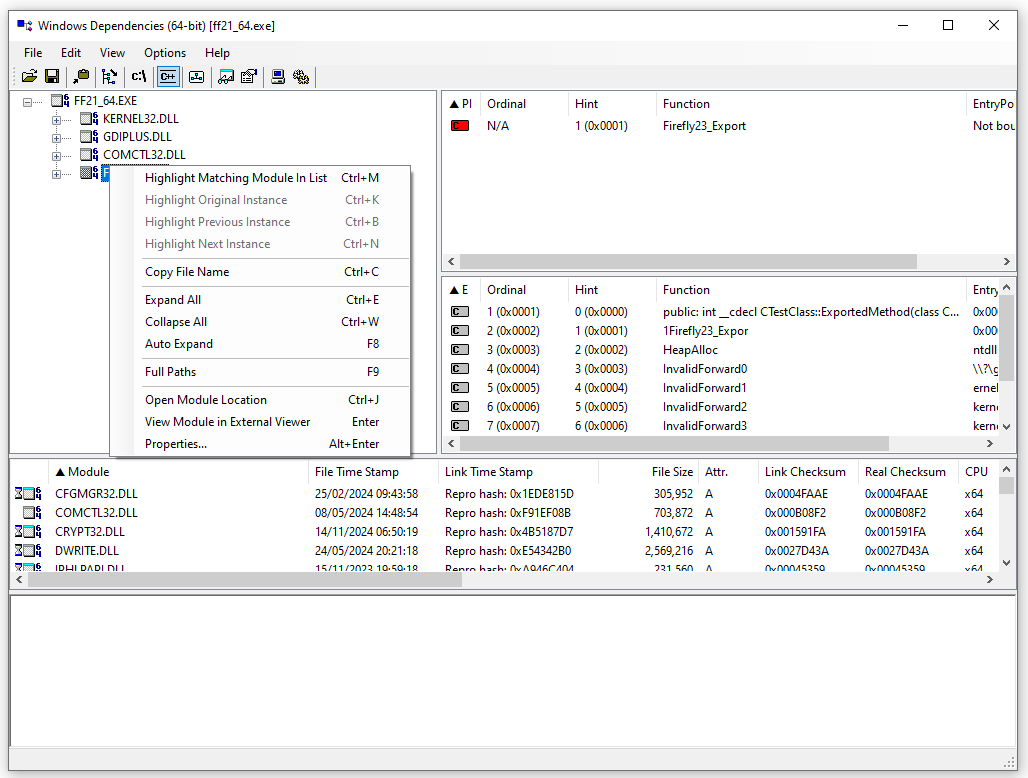 Windows Dependencies (64-bit) [ff21_64.exe]
File Edit View Options Help
c:\ C++
FF21_64.EXE
KERNEL32.DLL
GDIPLUS.DLL
COMCTL32.DLL
F
Highlight Matching Module In List Ctrl+M
Highlight Original Instance Ctrl+K
Highlight Previous Instance Ctrl+B
Highlight Next Instance Ctrl+N
Copy File Name Ctrl+C
Expand All Ctrl+E
Collapse All Ctrl+W
Auto Expand F8
Full Paths F9
Open Module Location Ctrl+J
View Module in External Viewer Enter
Properties... Alt+Enter
PI Ordinal Hint Function EntryPo
C N/A 1 (0x0001) Firefly23_Export Not bou
E Ordinal Hint Function Entry
C 1 (0x0001) 0 (0x0000) public: int __cdecl CTestClass::ExportedMethod(class C... 0x00
C 2 (0x0002) 1 (0x0001) 1Firefly23_Expor 0x00
C 3 (0x0003) 2 (0x0002) HeapAlloc ntdll
C 4 (0x0004) 3 (0x0003) InvalidForward0 \\?\g
C 5 (0x0005) 4 (0x0004) InvalidForward1 ernel
C 6 (0x0006) 5 (0x0005) InvalidForward2 kerne
C 7 (0x0007) 6 (0x0006) InvalidForward3 kerne
Module File Time Stamp Link Time Stamp File Size Attr. Link Checksum Real Checksum CPU
CFGMGR32.DLL 25/02/2024 09:43:58 Repro hash: 0x1EDE815D 305,952 A 0x0004FAAE 0x0004FAAE x64
COMCTL32.DLL 08/05/2024 14:48:54 Repro hash: 0xF91EF08B 703,872 A 0x000B08F2 0x000B08F2 x64
CRYPT32.DLL 14/11/2024 06:50:19 Repro hash: 0x4B5187D7 1,410,672 A 0x001591FA 0x001591FA x64
DWRITE.DLL 24/05/2024 20:21:18 Repro hash: 0xE54342B0 2,569,216 A 0x0027D43A 0x0027D43A x64
IPHLPAPI.DLL 15/11/2023 19:59:18 Repro hash: 0xA946C404 231,560 A 0x00045359 0x00045359 x64